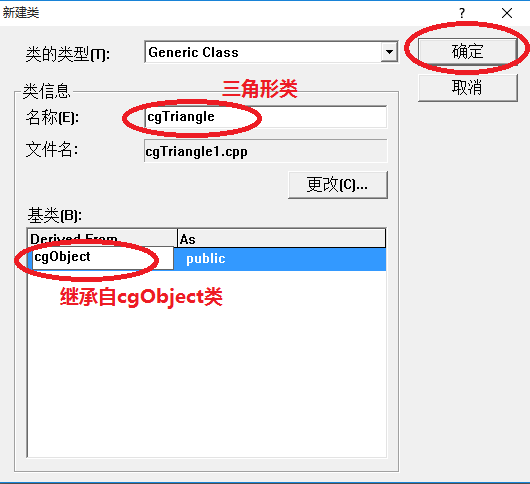 新建类
?
类的类型(T):
Generic Class
确定
取消
类信息
三角形类
名称(E):
cgTriangle
文件名:
cgTriangle1.cpp
更改(C)...
基类(B):
Derived From As
cgObject public
继承自cgObject类